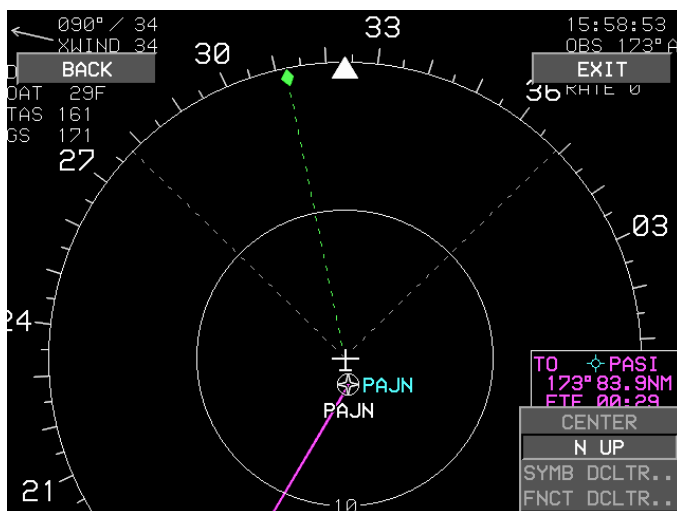 090° / 34
XWIND 34
BACK
OAT 29F
TAS 161
GS 171
15:58:53
OBS 173°A
EXIT
RATE 0
30
33
36
27
03
24
21
PAJN
PAJN
TO PASI
173° 83.9NM
ETE 00:29
CENTER
N UP
SYMB DCLTR..
FNCT DCLTR..
10